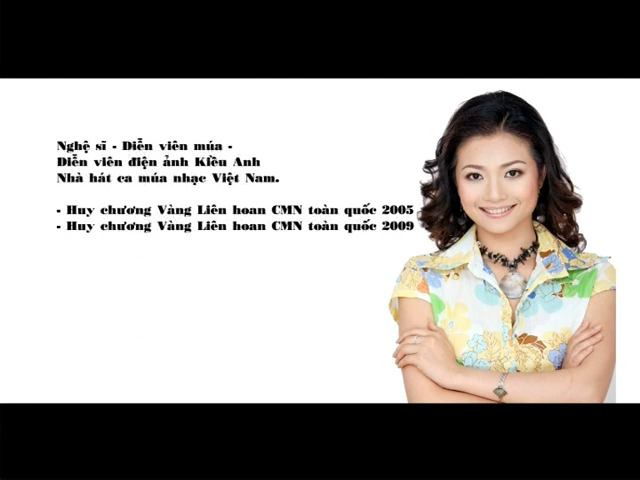 Nghệ sĩ - Diễn viên múa -
Diễn viên điện ảnh Kiều Anh
Nhà hát ca múa nhạc Việt Nam.
- Huy chương Vàng Liên hoan CMN toàn quốc 2005
- Huy chương Vàng Liên hoan CMN toàn quốc 2009